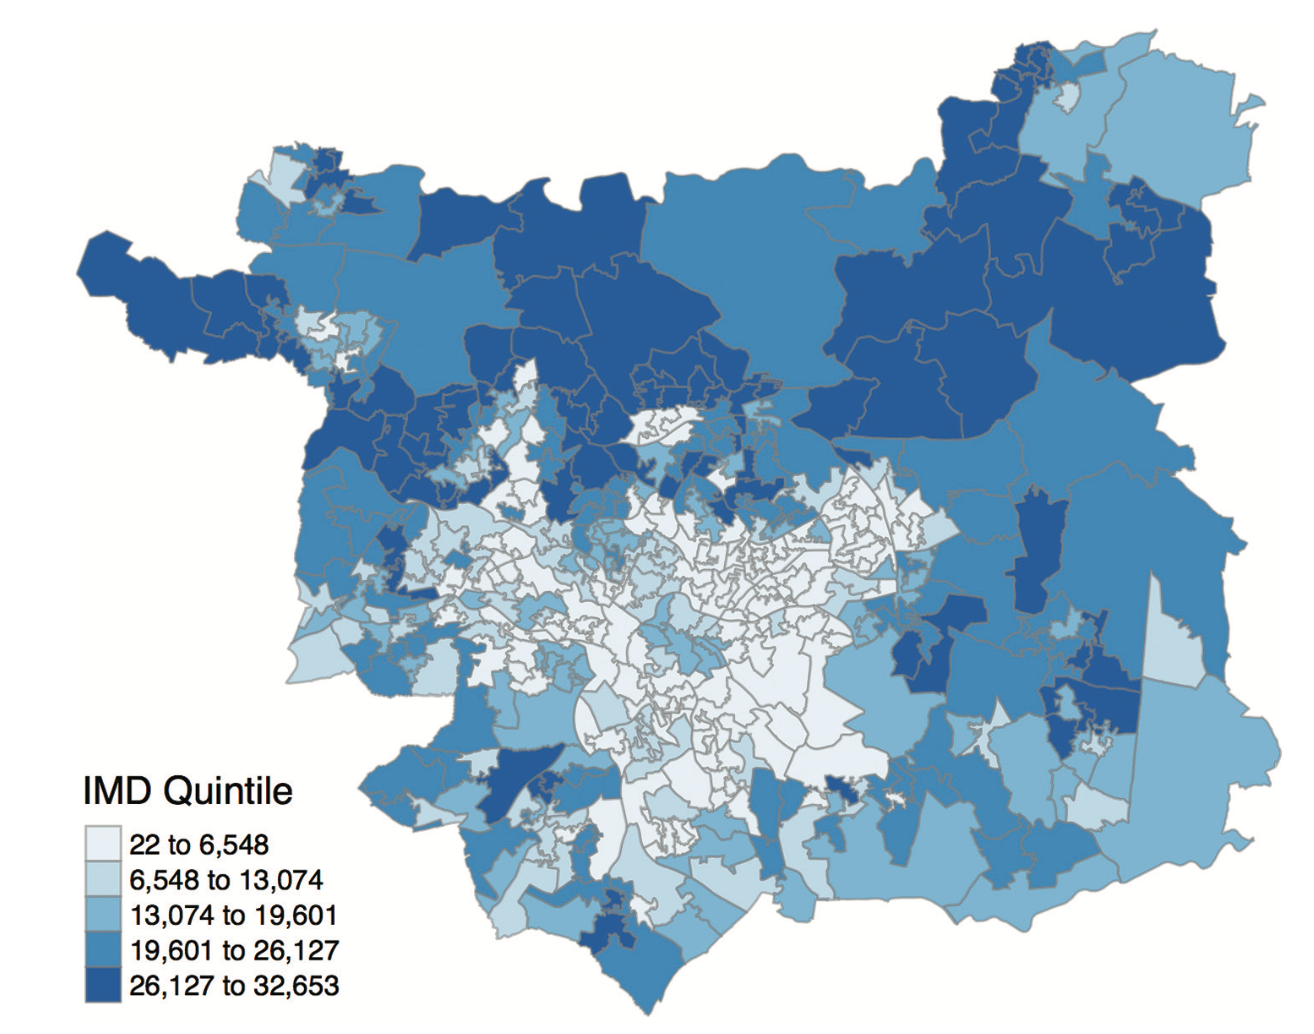 IMD Quintile
22 to 6,548
6,548 to 13,074
13,074 to 19,601
19,601 to 26,127
26,127 to 32,653